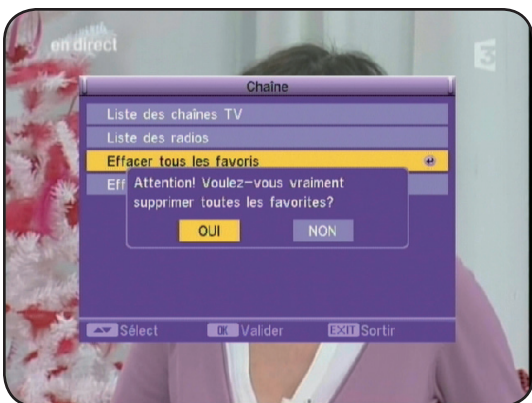 en direct
3
Chaîne
Liste des chaînes TV
Liste des radios
Effacer tous les favoris
Eff
Attention! Voulez-vous vraiment
supprimer toutes les favorites?
OUI NON
Sélect OK Valider EXIT Sortir